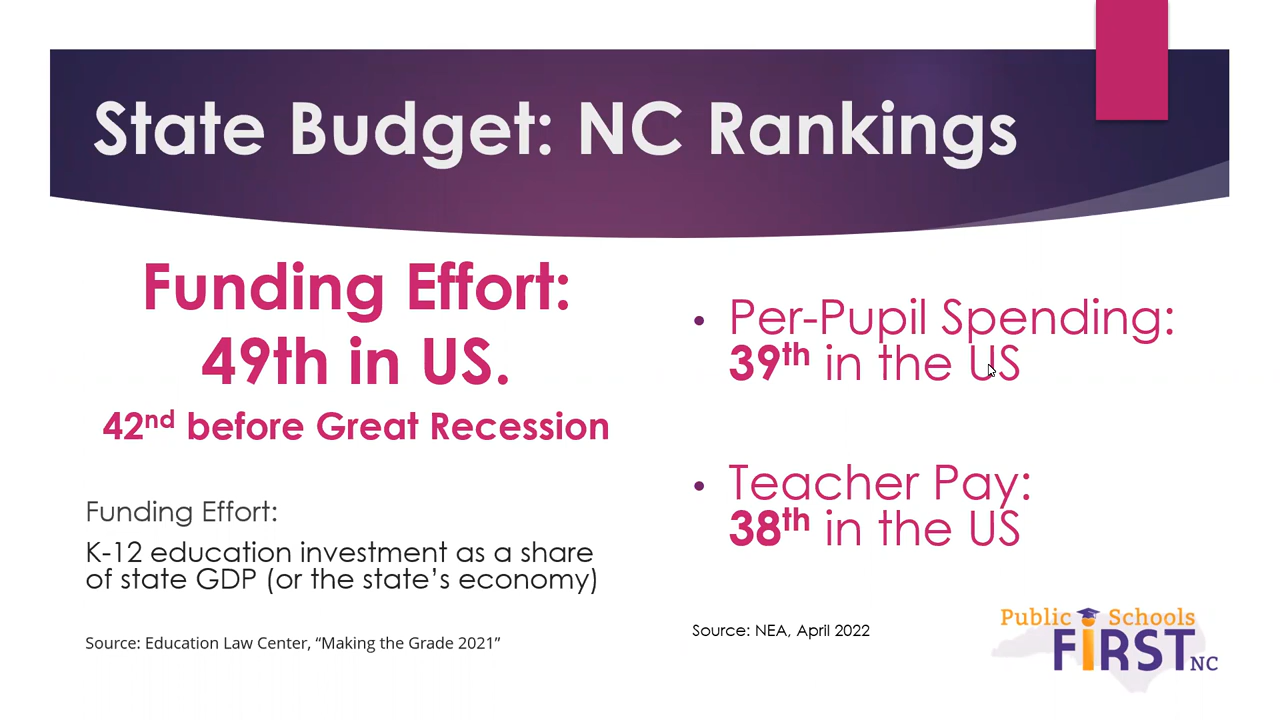 State Budget: NC Rankings
Funding Effort:
49th in US.
42nd before Great Recession
Funding Effort:
K-12 education investment as a share
of state GDP (or the state’s economy)
Source: Education Law Center, “Making the Grade 2021”
• Per-Pupil Spending:
39th in the US
• Teacher Pay:
38th in the US
Source: NEA, April 2022
Public Schools
FiRST NC